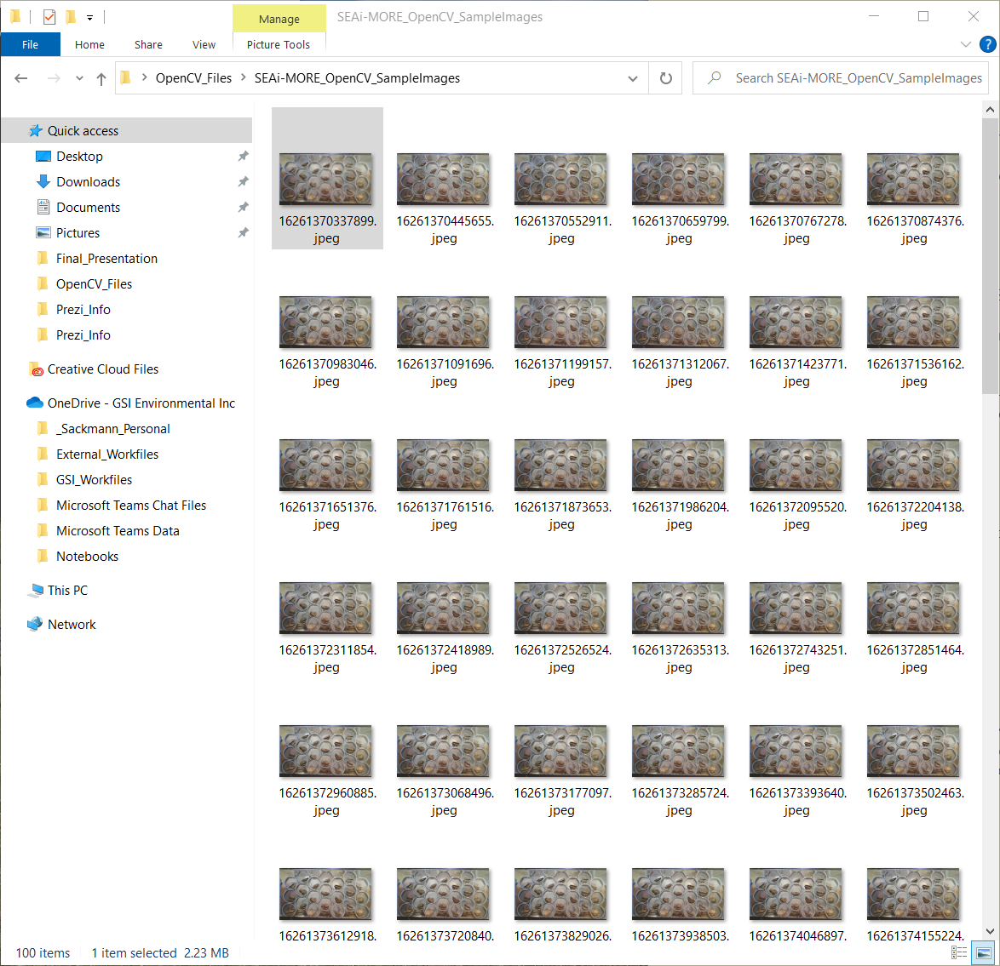 Manage
SEAi-MORE_OpenCV_SampleImages
File
Home
Share
View
Picture Tools
OpenCV_Files
SEAi-MORE_OpenCV_SampleImages
Search SEAi-MORE_OpenCV_SampleImages
Quick access
Desktop
Downloads
Documents
Pictures
Final_Presentation
OpenCV_Files
Prezi_Info
Prezi_Info
Creative Cloud Files
OneDrive - GSI Environmental Inc
_Sackmann_Personal
External_Workfiles
GSI_Workfiles
Microsoft Teams Chat Files
Microsoft Teams Data
Notebooks
This PC
Network
16261370337899.
jpeg
16261370445655.
jpeg
16261370552911.
jpeg
16261370659799.
jpeg
16261370767278.
jpeg
16261370874376.
jpeg
16261370983046.
jpeg
16261371091696.
jpeg
16261371199157.
jpeg
16261371312067.
jpeg
16261371423771.
jpeg
16261371536162.
jpeg
16261371651376.
jpeg
16261371761516.
jpeg
16261371873653.
jpeg
16261371986204.
jpeg
16261372095520.
jpeg
16261372204138.
jpeg
16261372311854.
jpeg
16261372418989.
jpeg
16261372526524.
jpeg
16261372635313.
jpeg
16261372743251.
jpeg
16261372851464.
jpeg
16261372960885.
jpeg
16261373068496.
jpeg
16261373177097.
jpeg
16261373285724.
jpeg
16261373393640.
jpeg
16261373502463.
jpeg
16261373612918.
16261373720840.
16261373829026.
16261373938503.
16261374046897.
16261374155224.
100 items
1 item selected 2.23 MB